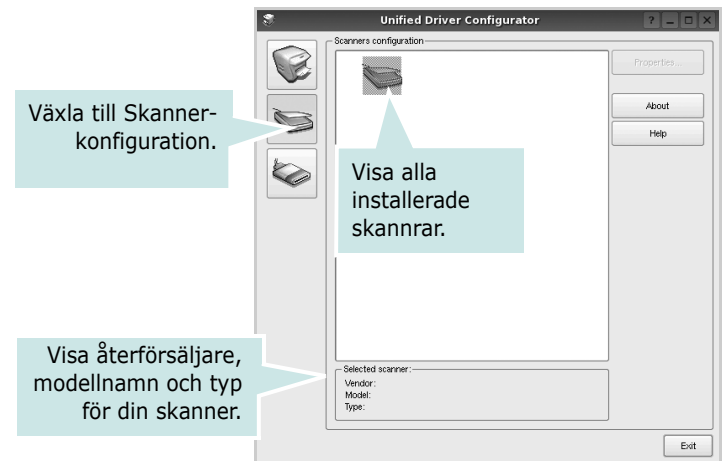 Unified Driver Configurator
Scanners configuration
Properties...
About
Help
Växla till Skanner-
konfiguration.
Visa alla
installerade
skannrar.
Visa återförsäljare,
modellnamn och typ
för din skanner.
Selected scanner:
Vendor:
Model:
Type:
Exit